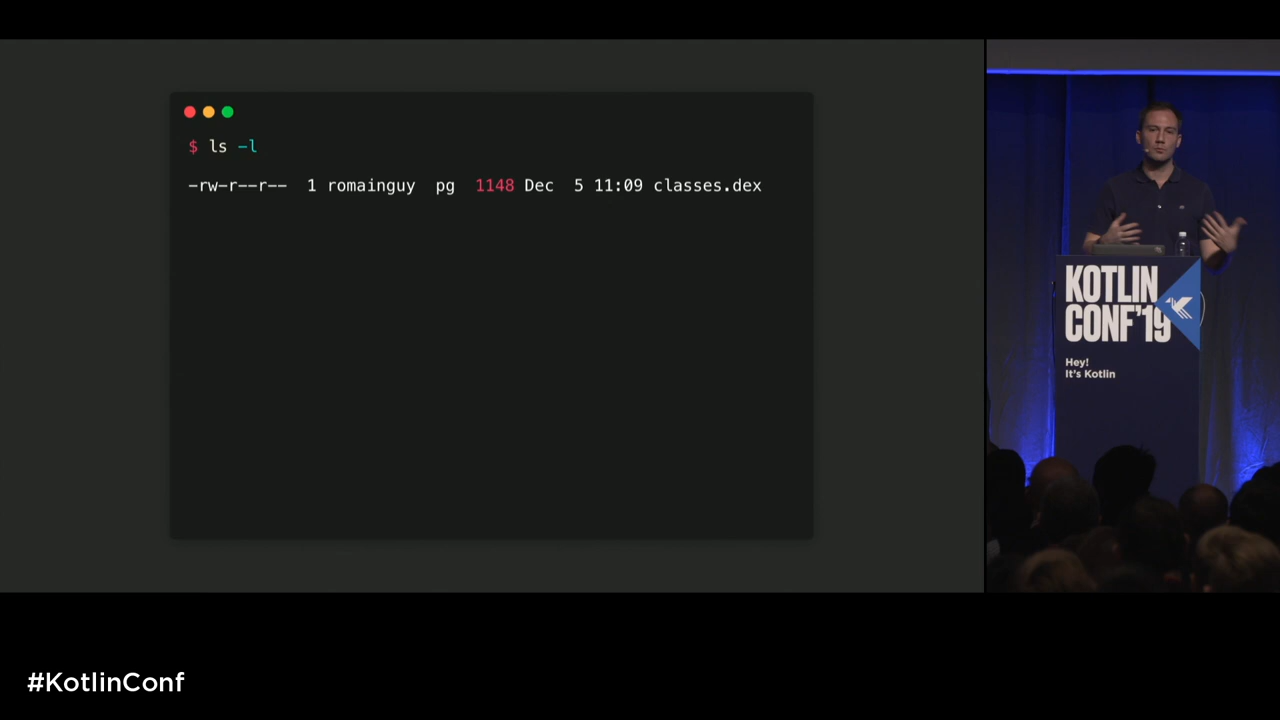 $ ls -l
-rw-r--r-- 1 romainguy pg 1148 Dec 5 11:09 classes.dex
KOTLIN
CONF'19
Hey!
It's Kotlin
#KotlinConf